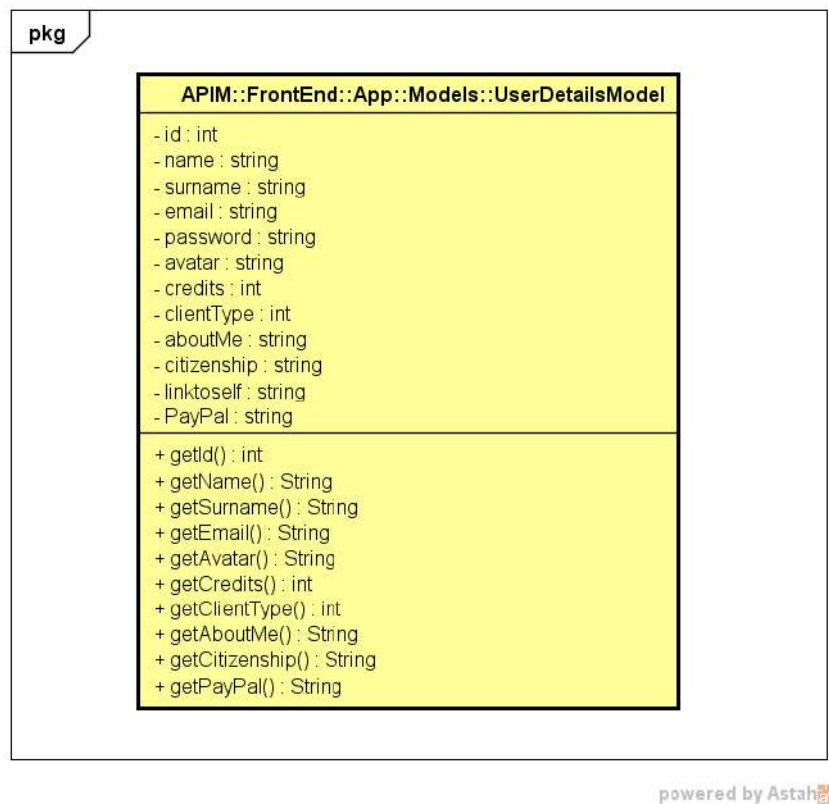 pkg
APIM::FrontEnd::App::Models::UserDetailsModel
- id : int
- name : string
- surname : string
- email : string
- password : string
- avatar : string
- credits : int
- clientType : int
- aboutMe : string
- citizenship : string
- linktoself : string
- PayPal : string
+ getId() : int
+ getName() : String
+ getSurname() : String
+ getEmail() : String
+ getAvatar() : String
+ getCredits() : int
+ getClientType() : int
+ getAboutMe() : String
+ getCitizenship() : String
+ getPayPal() : String
powered by Astah